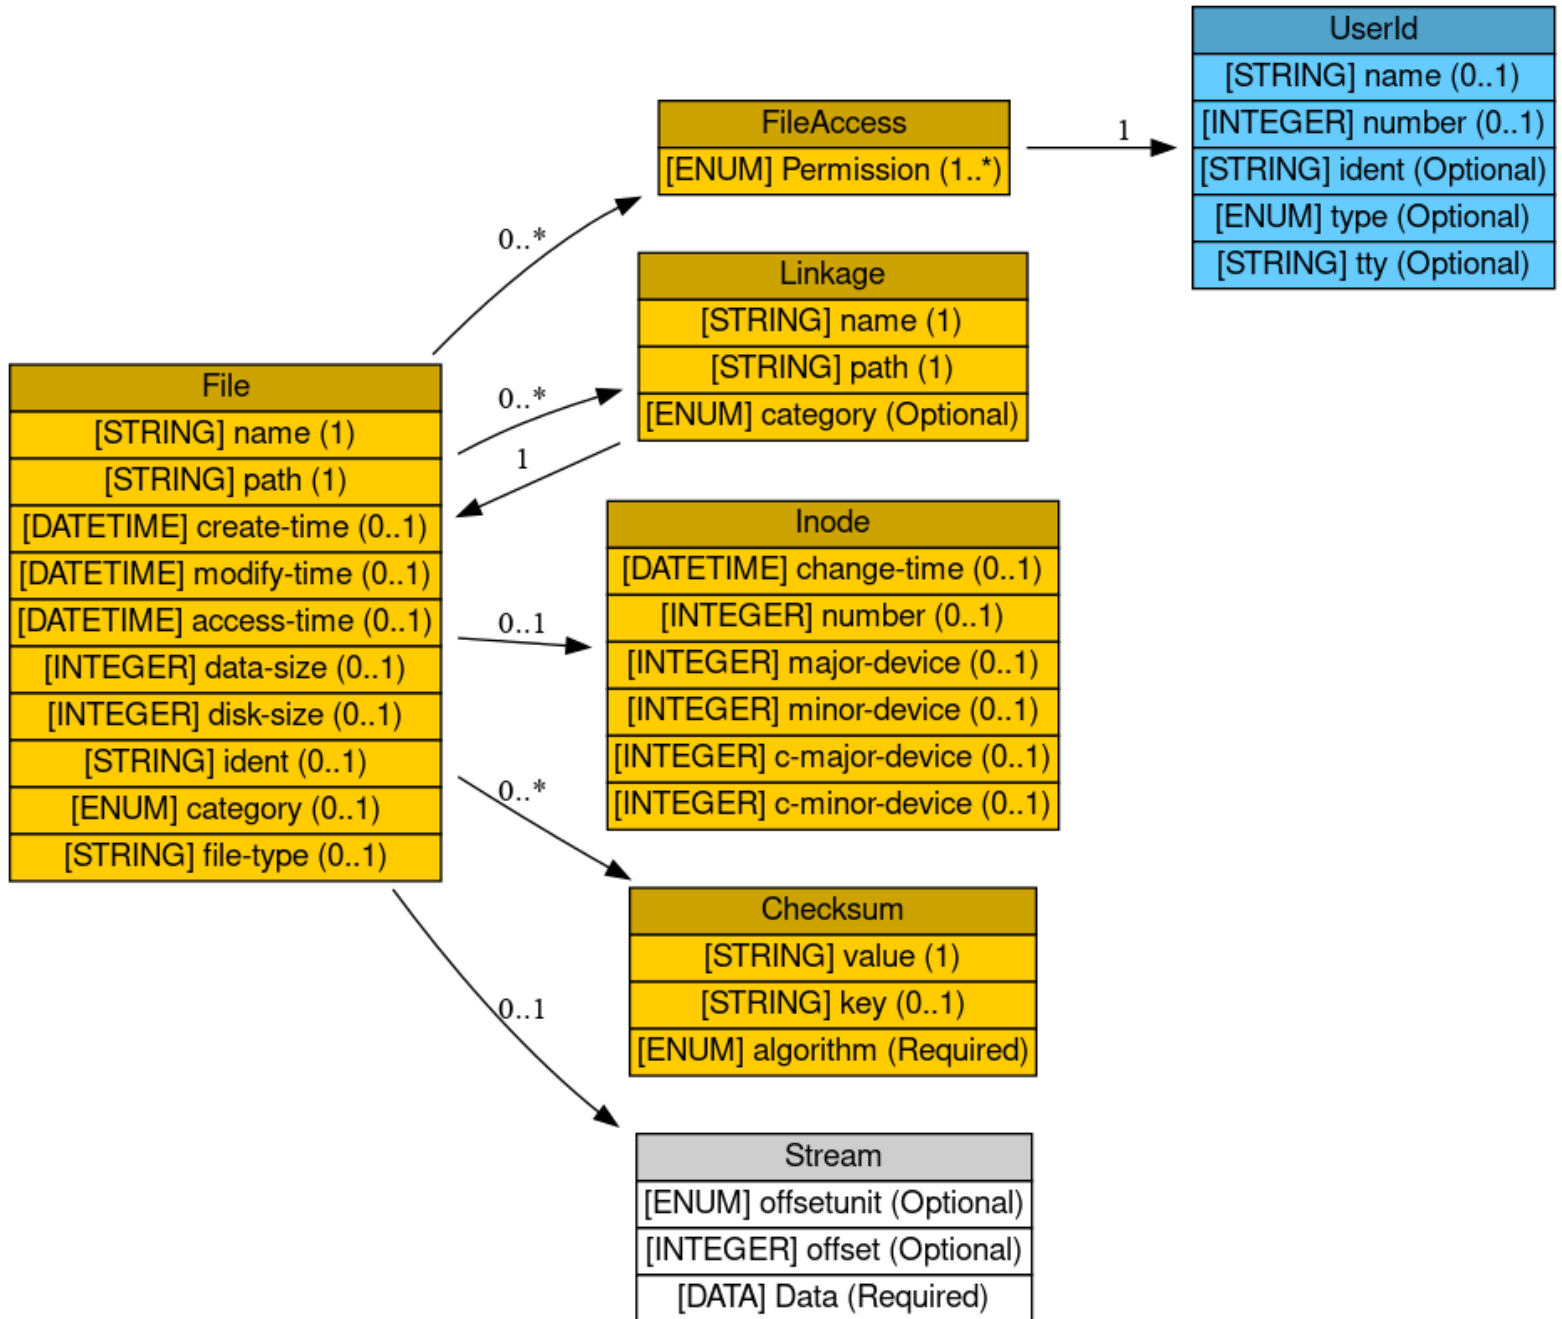 UserId
[STRING] name (0..1)
[INTEGER] number (0..1)
[STRING] ident (Optional)
[ENUM] type (Optional)
[STRING] tty (Optional)
FileAccess
[ENUM] Permission (1..*)
1
0..*
Linkage
[STRING] name (1)
[STRING] path (1)
[ENUM] category (Optional)
0..*
1
File
[STRING] name (1)
[STRING] path (1)
[DATETIME] create-time (0..1)
[DATETIME] modify-time (0..1)
[DATETIME] access-time (0..1)
[INTEGER] data-size (0..1)
[INTEGER] disk-size (0..1)
[STRING] ident (0..1)
[ENUM] category (0..1)
[STRING] file-type (0..1)
0..1
Inode
[DATETIME] change-time (0..1)
[INTEGER] number (0..1)
[INTEGER] major-device (0..1)
[INTEGER] minor-device (0..1)
[INTEGER] c-major-device (0..1)
[INTEGER] c-minor-device (0..1)
0..*
Checksum
[STRING] value (1)
[STRING] key (0..1)
[ENUM] algorithm (Required)
0..1
Stream
[ENUM] offsetunit (Optional)
[INTEGER] offset (Optional)
[DATA] Data (Required)